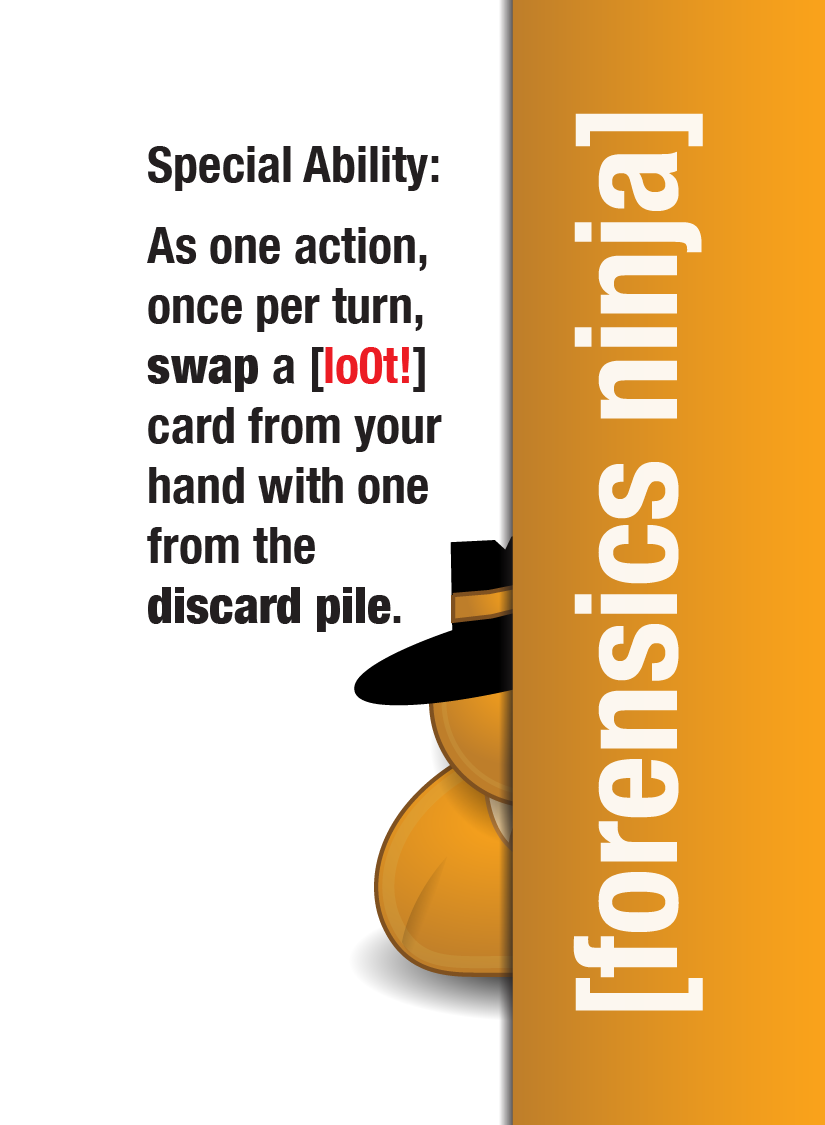 Special Ability:
As one action,
once per turn,
swap a [lo0t!]
card from your
hand with one
from the
discard pile.
[forensics ninja]